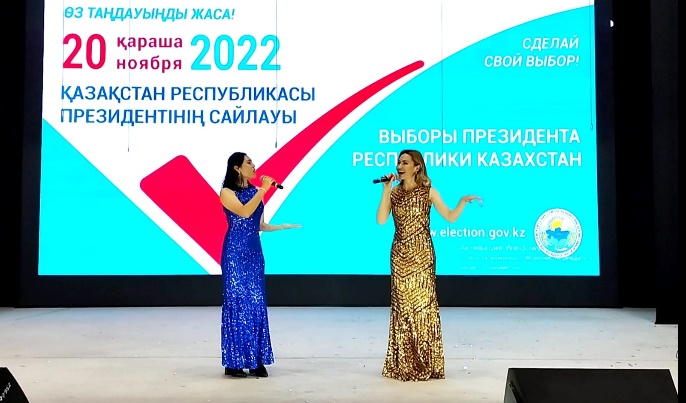 ӨЗ ТАҢДАУЫҢДЫ ЖАСА!
20 қараша
ноября 2022
ҚАЗАҚСТАН РЕСПУБЛИКАСЫ
ПРЕЗИДЕНТІНІҢ САЙЛАУЫ
СДЕЛАЙ
СВОЙ ВЫБОР!
ВЫБОРЫ ПРЕЗИДЕНТА
РЕСПУБЛИКИ КАЗАХСТАН
.election.gov.kz